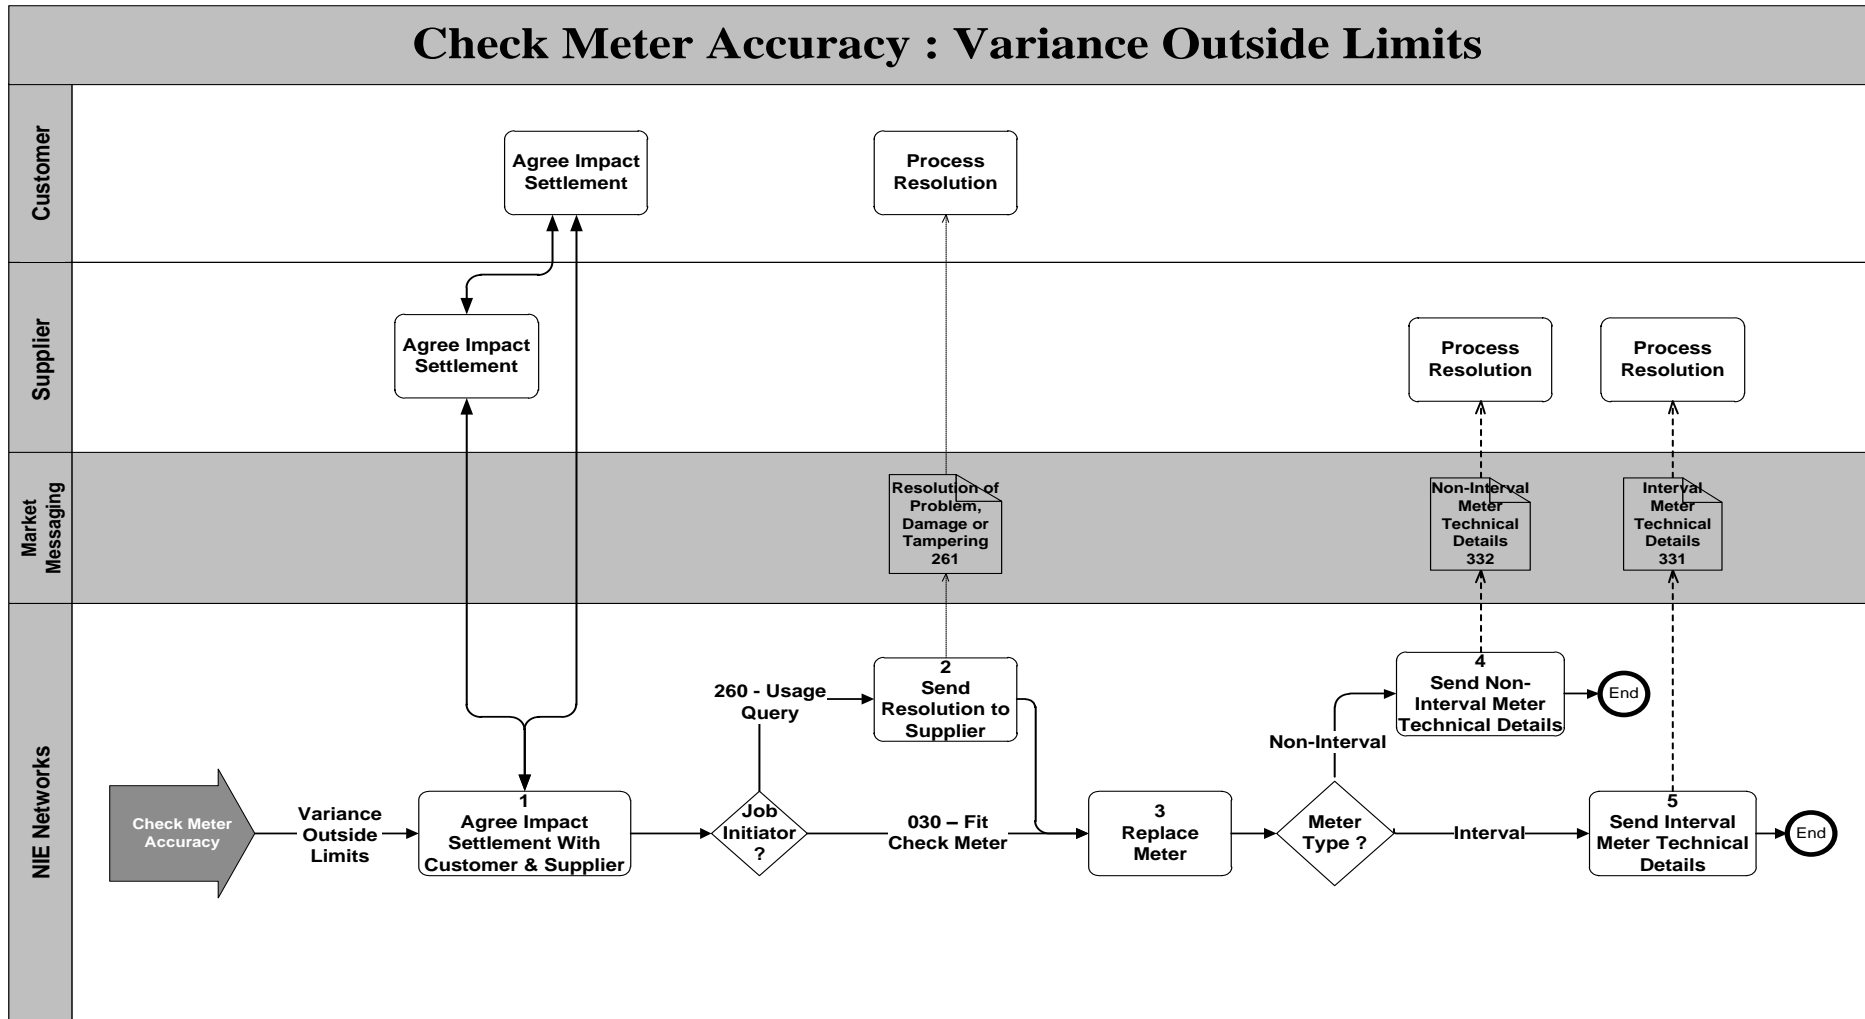 Check Meter Accuracy : Variance Outside Limits
Customer
Agree Impact
Settlement
Process
Resolution
Supplier
Agree Impact
Settlement
Process
Resolution
Process
Resolution
Market
Messaging
Resolution of
Problem,
Damage or
Tampering
261
Non-Interval
Meter
Technical
Details
332
Interval
Meter
Technical
Details
331
NIE Networks
Check Meter
Accuracy
Variance
Outside
Limits
1
Agree Impact
Settlement With
Customer & Supplier
Job
Initiator
?
260 - Usage
Query
2
Send
Resolution to
Supplier
030 – Fit
Check Meter
3
Replace
Meter
Meter
Type ?
Non-Interval
4
Send Non-
Interval Meter
Technical Details
End
Interval
5
Send Interval
Meter Technical
Details
End